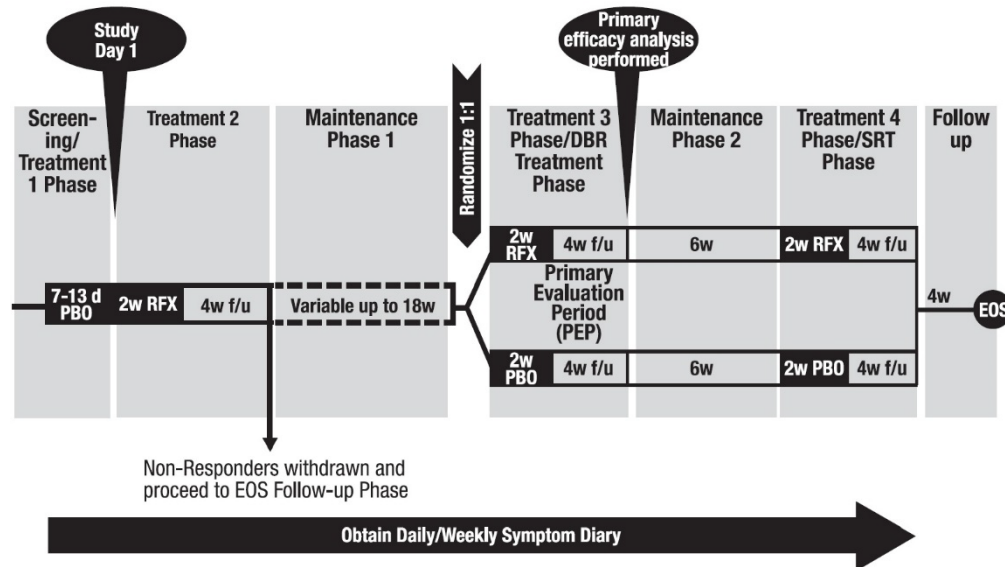 Study
Day 1
Primary
efficacy analysis
performed
Screen-
ing/
Treatment
1 Phase
Treatment 2
Phase
Maintenance
Phase 1
Randomize 1:1
Treatment 3
Phase/DBR
Treatment
Phase
Maintenance
Phase 2
Treatment 4
Phase/SRT
Phase
Follow
up
2w
RFX
4w f/u
6w
2w RFX
4w f/u
7-13 d
PBO
2w RFX
4w f/u
Variable up to 18w
Primary
Evaluation
Period
(PEP)
4w
EOS
2w
PBO
4w f/u
6w
2w PBO
4w f/u
Non-Responders withdrawn and
proceed to EOS Follow-up Phase
Obtain Daily/Weekly Symptom Diary